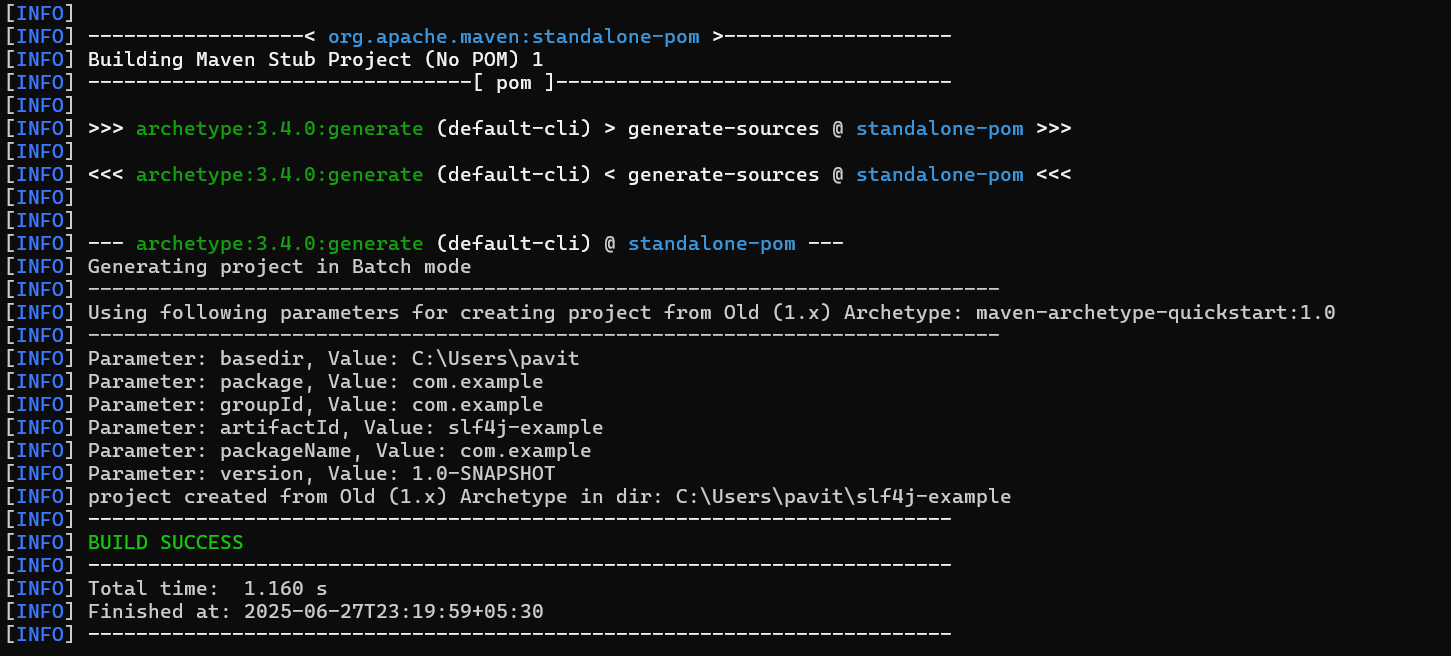 [INFO]
[INFO] ------------------< org.apache.maven:standalone-pom >-------------------
[INFO] Building Maven Stub Project (No POM) 1
[INFO] --------------------------------[ pom ]---------------------------------
[INFO]
[INFO] >>> archetype:3.4.0:generate (default-cli) > generate-sources @ standalone-pom >>>
[INFO]
[INFO] <<< archetype:3.4.0:generate (default-cli) < generate-sources @ standalone-pom <<<
[INFO]
[INFO]
[INFO] --- archetype:3.4.0:generate (default-cli) @ standalone-pom ---
[INFO] Generating project in Batch mode
[INFO] ----------------------------------------------------------------------------
[INFO] Using following parameters for creating project from Old (1.x) Archetype: maven-archetype-quickstart:1.0
[INFO] ----------------------------------------------------------------------------
[INFO] Parameter: basedir, Value: C:\Users\pavit
[INFO] Parameter: package, Value: com.example
[INFO] Parameter: groupId, Value: com.example
[INFO] Parameter: artifactId, Value: slf4j-example
[INFO] Parameter: packageName, Value: com.example
[INFO] Parameter: version, Value: 1.0-SNAPSHOT
[INFO] project created from Old (1.x) Archetype in dir: C:\Users\pavit\slf4j-example
[INFO] ------------------------------------------------------------------------
[INFO] BUILD SUCCESS
[INFO] ------------------------------------------------------------------------
[INFO] Total time:  1.160 s
[INFO] Finished at: 2025-06-27T23:19:59+05:30
[INFO] ------------------------------------------------------------------------